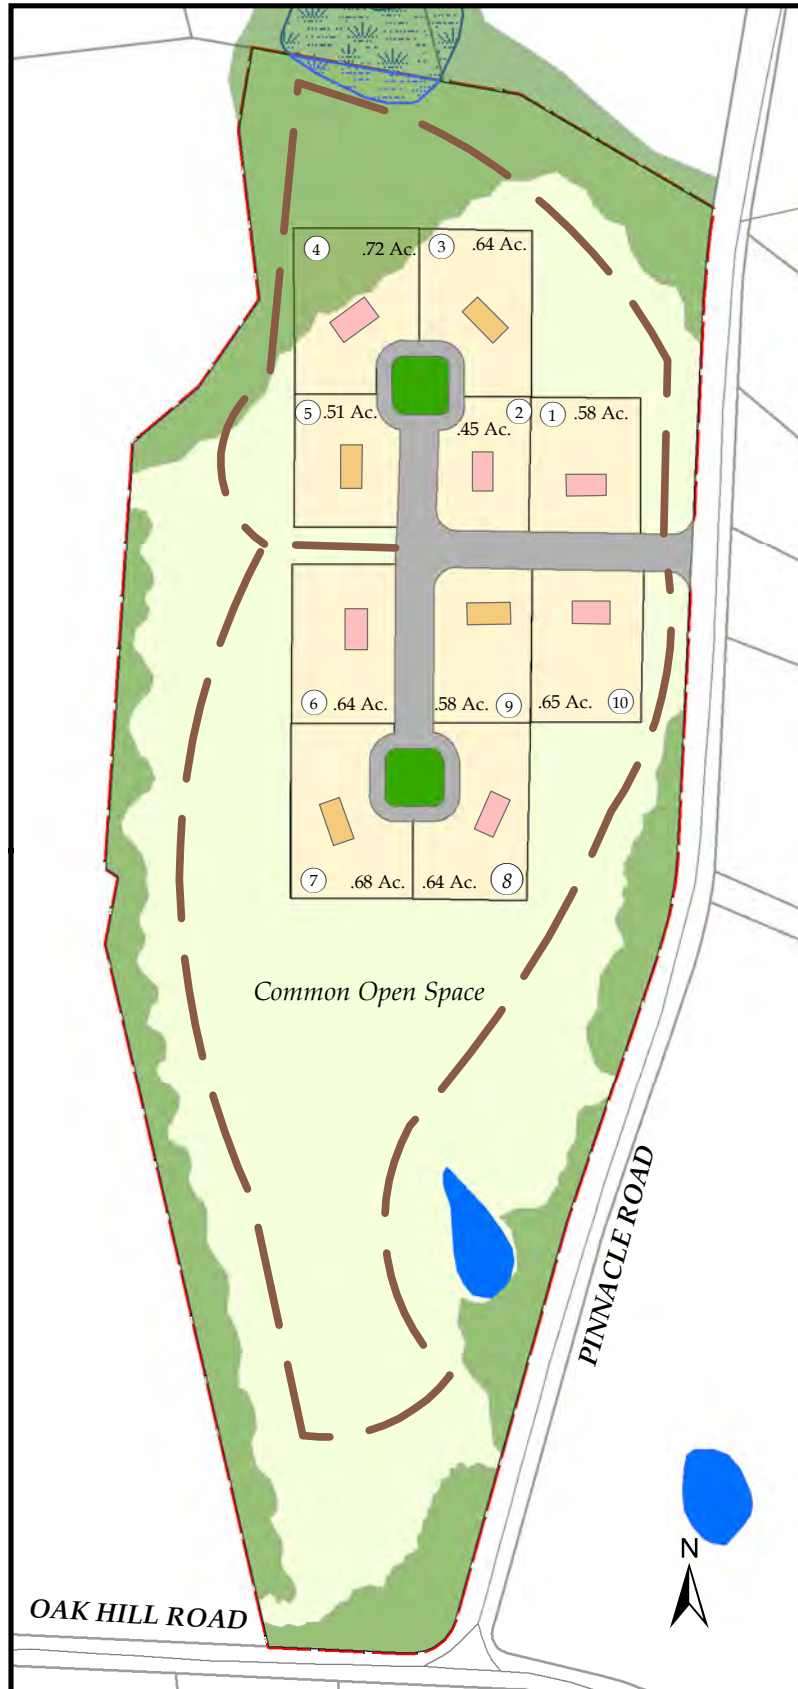 4 .72 Ac.
3 .64 Ac.
5 .51 Ac.
2 .45 Ac.
1 .58 Ac.
6 .64 Ac.
.58 Ac. 9
.65 Ac. 10
7 .68 Ac.
.64 Ac. 8
Common Open Space
PINNACLE ROAD
N
OAK HILL ROAD